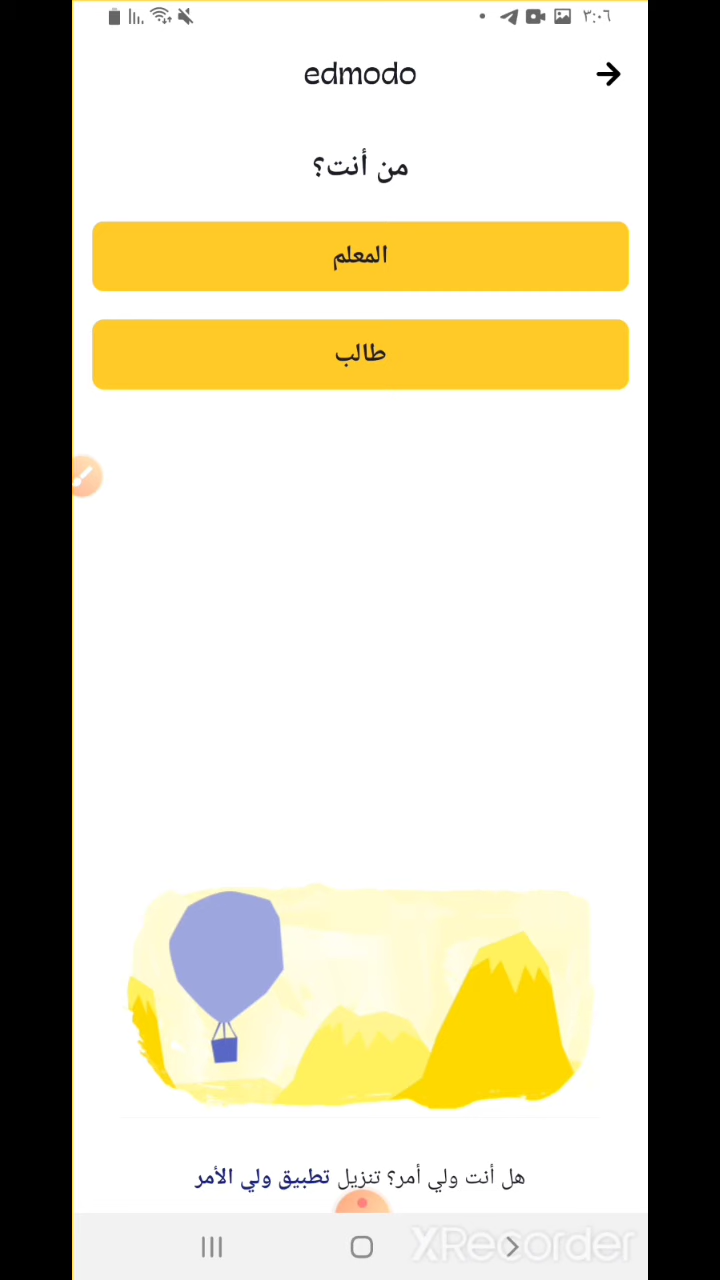 ٣:٠٦
edmodo
من أنت؟
المعلم
طالب
هل أنت ولي أمر؟ تنزيل تطبيق ولي الأمر
XRecorder